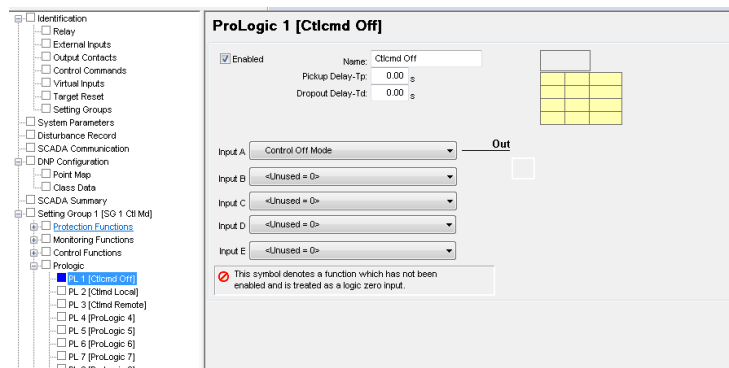 Identification
Relay
External Inputs
Output Contacts
Control Commands
Virtual Inputs
Target Reset
Setting Groups
System Parameters
Disturbance Record
SCADA Communication
DNP Configuration
Point Map
Class Data
SCADA Summary
Setting Group 1 [SG 1 Ctl Md]
Protection Functions
Monitoring Functions
Control Functions
Prologic
PL 1 [Ctlcmd Off]
PL 2 [Ctlmd Local]
PL 3 [Ctlmd Remote]
PL 4 [ProLogic 4]
PL 5 [ProLogic 5]
PL 6 [ProLogic 6]
PL 7 [ProLogic 7]
ProLogic 1 [Ctlcmd Off]
Enabled
Name: Ctlcmd Off
Pickup Delay-Tp: 0.00 s
Dropout Delay-Td: 0.00 s
Input A Control Off Mode Out
Input B <Unused = 0>
Input C <Unused = 0>
Input D <Unused = 0>
Input E <Unused = 0>
This symbol denotes a function which has not been
enabled and is treated as a logic zero input.